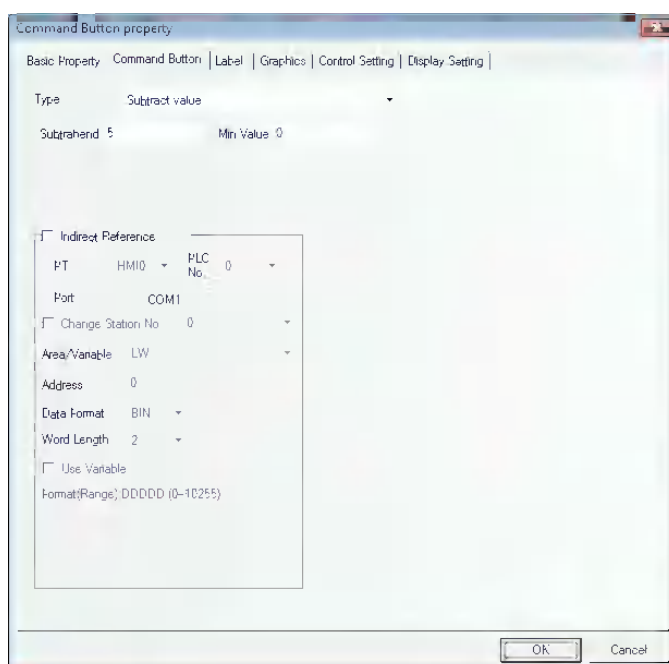 Command Button property
Basic Property Command Button Label Graphics Control Setting Display Setting
Type Subtract value
Subtrahend 5 Min Value 0
Indirect Reference
PT HMI0 PLC No. 0
Port COM1
Change Station No 0
Area/Variable LW
Address 0
Data Format BIN
Word Length 2
Use Variable
Format(Range) DDDDD (0~10255)
OK Cancel